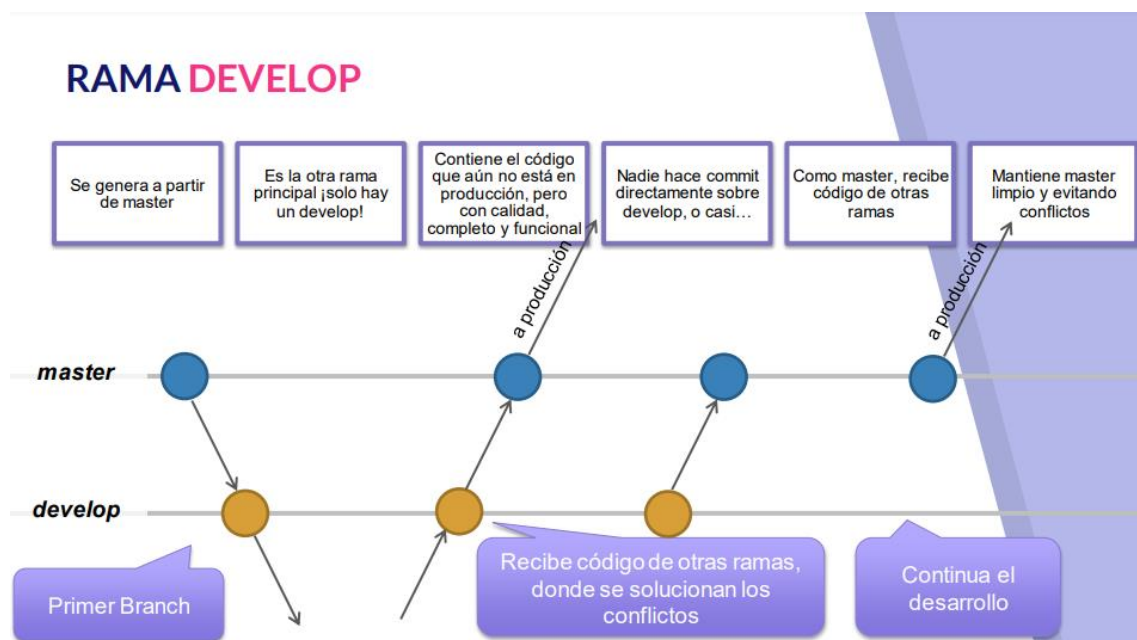 RAMA DEVELOP
Se genera a partir
de master
Es la otra rama
principal ¡solo hay
un develop!
Contiene el código
que aún no está en
producción, pero
con calidad,
completo y funcional
Nadie hace commit
directamente sobre
develop, o casi…
Como master, recibe
código de otras
ramas
Mantiene master
limpio y evitando
conflictos
a producción
a producción
master
develop
Primer Branch
Recibe código de otras ramas,
donde se solucionan los
conflictos
Continua el
desarrollo